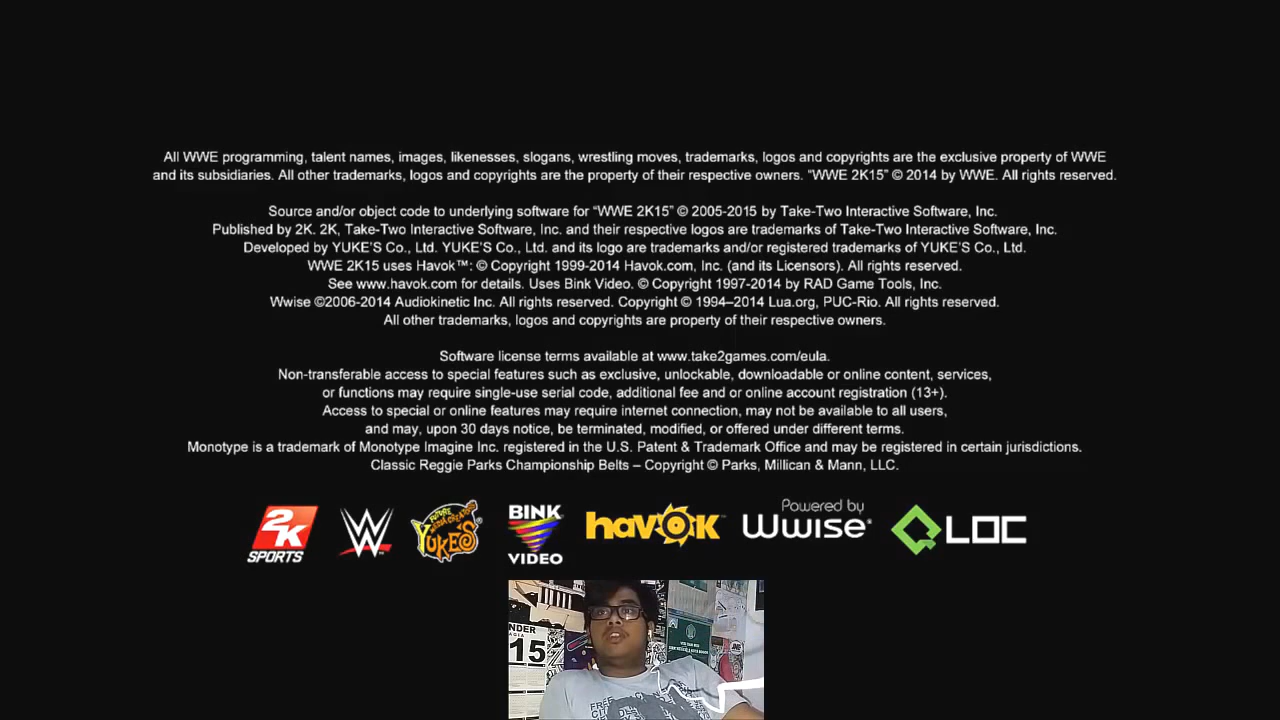 All WWE programming, talent names, images, likenesses, slogans, wrestling moves, trademarks, logos and copyrights are the exclusive property of WWE
and its subsidiaries. All other trademarks, logos and copyrights are the property of their respective owners. “WWE 2K15” © 2014 by WWE. All rights reserved.
Source and/or object code to underlying software for “WWE 2K15” © 2005-2015 by Take-Two Interactive Software, Inc.
Published by 2K. 2K, Take-Two Interactive Software, Inc. and their respective logos are trademarks of Take-Two Interactive Software, Inc.
Developed by YUKE'S Co., Ltd. YUKE'S Co., Ltd. and its logo are trademarks and/or registered trademarks of YUKE'S Co., Ltd.
WWE 2K15 uses Havok™: © Copyright 1999-2014 Havok.com, Inc. (and its Licensors). All rights reserved.
See www.havok.com for details. Uses Bink Video. © Copyright 1997-2014 by RAD Game Tools, Inc.
Wwise ©2006-2014 Audiokinetic Inc. All rights reserved. Copyright © 1994–2014 Lua.org, PUC-Rio. All rights reserved.
All other trademarks, logos and copyrights are property of their respective owners.
Software license terms available at www.take2games.com/eula.
Non-transferable access to special features such as exclusive, unlockable, downloadable or online content, services,
or functions may require single-use serial code, additional fee and or online account registration (13+).
Access to special or online features may require internet connection, may not be available to all users,
and may, upon 30 days notice, be terminated, modified, or offered under different terms.
Monotype is a trademark of Monotype Imagine Inc. registered in the U.S. Patent & Trademark Office and may be registered in certain jurisdictions.
Classic Reggie Parks Championship Belts – Copyright © Parks, Millican & Mann, LLC.
2K SPORTS
W
FUTURE MEDIA CREATORS YUKE'S ®
BINK VIDEO
havok™
Powered by Wwise®
QLOC
NDER
15
FREE